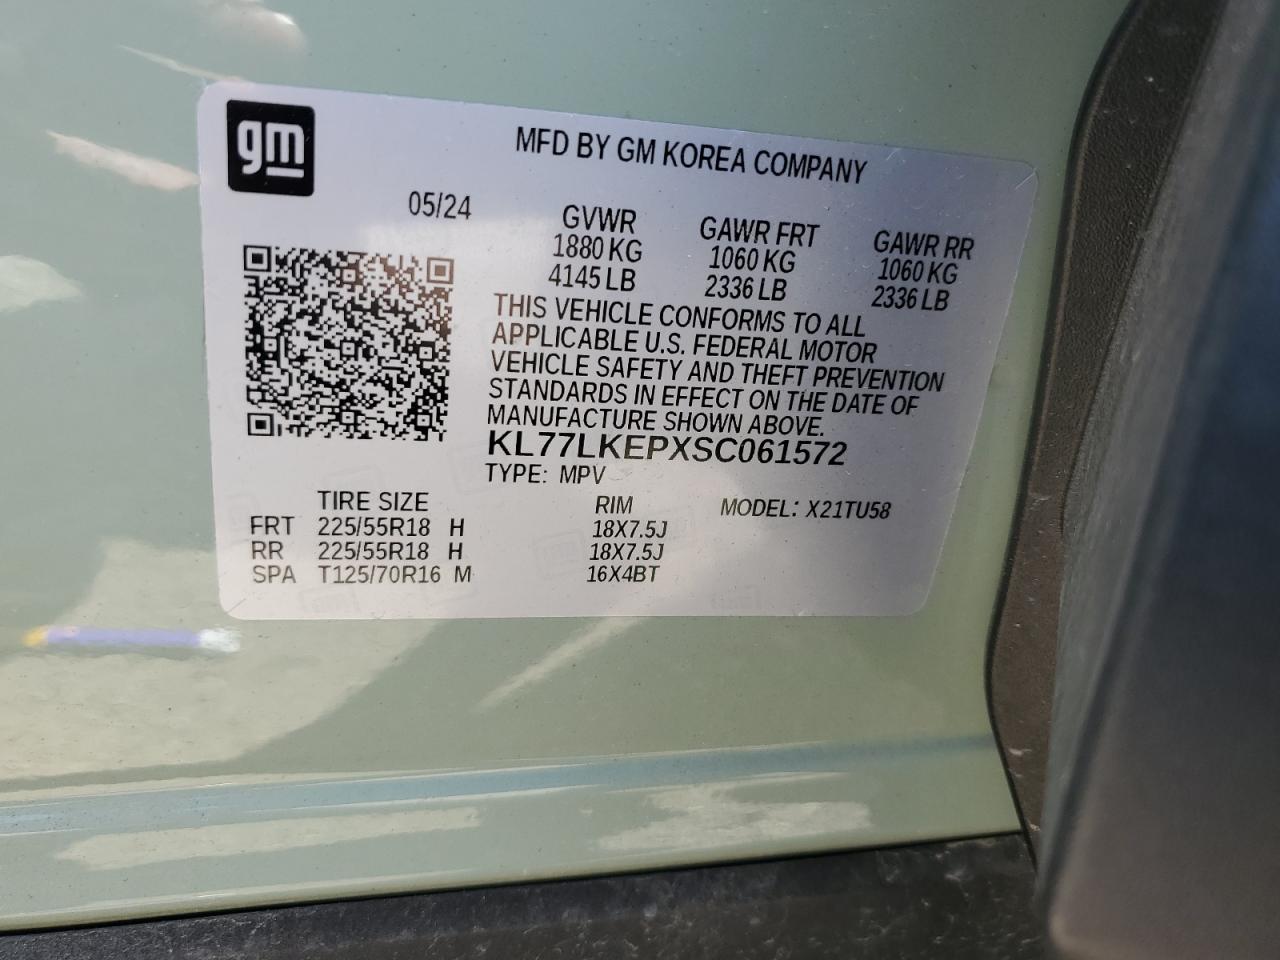 gm
MFD BY GM KOREA COMPANY
05/24
GVWR GAWR FRT GAWR RR
1880 KG 1060 KG 1060 KG
4145 LB 2336 LB 2336 LB
THIS VEHICLE CONFORMS TO ALL
APPLICABLE U.S. FEDERAL MOTOR
VEHICLE SAFETY AND THEFT PREVENTION
STANDARDS IN EFFECT ON THE DATE OF
MANUFACTURE SHOWN ABOVE.
KL77LKEPXSC061572
TYPE: MPV
TIRE SIZE RIM MODEL: X21TU58
FRT 225/55R18 H 18X7.5J
RR 225/55R18 H 18X7.5J
SPA T125/70R16 M 16X4BT